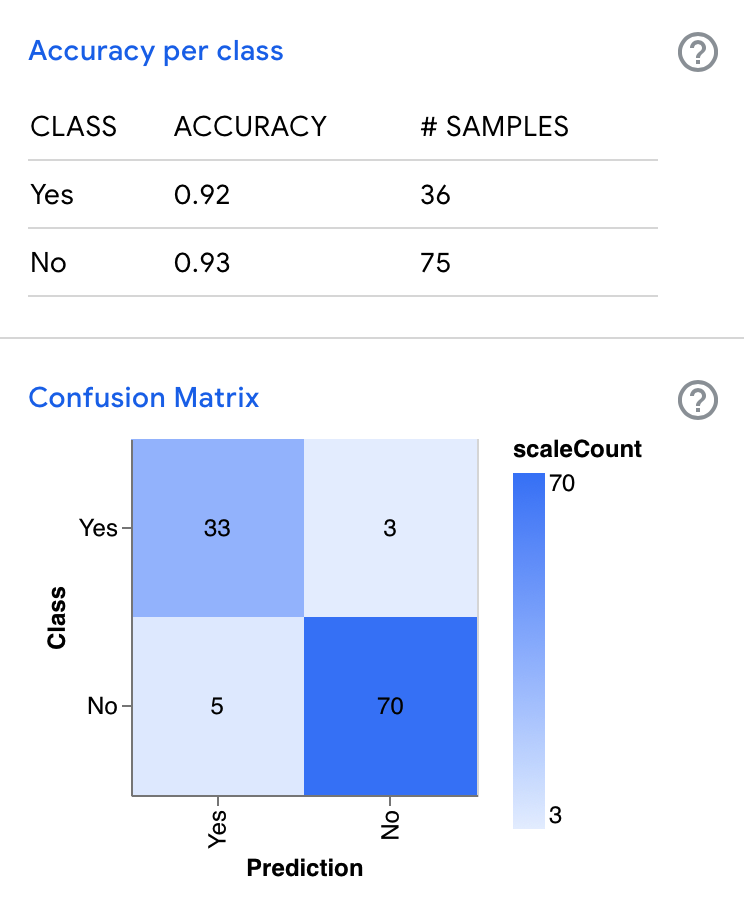 Accuracy per class ?
CLASS ACCURACY # SAMPLES
Yes 0.92 36
No 0.93 75
Confusion Matrix ?
scaleCount
70
Yes 33 3
Class
No 5 70
3
Yes No
Prediction